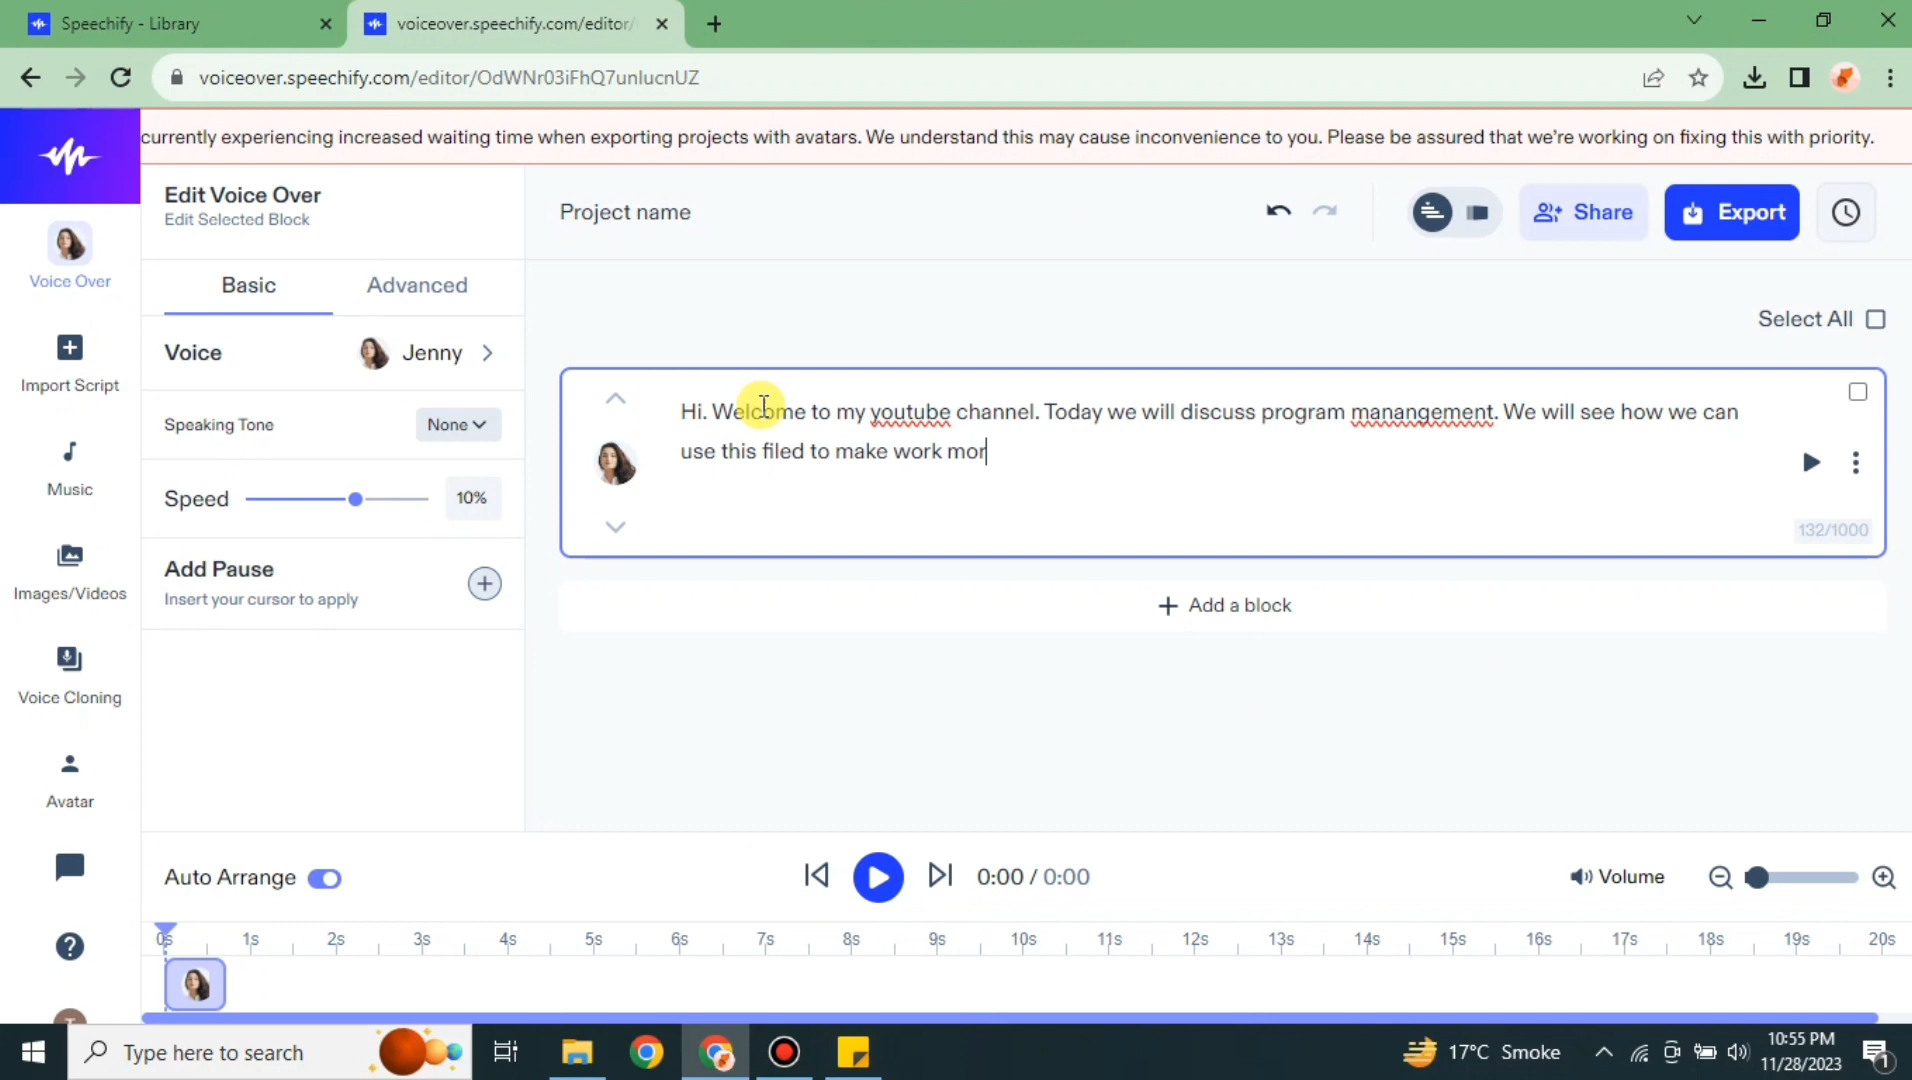 Speechify - Library
voiceover.speechify.com/editor/
voiceover.speechify.com/editor/OdWNr03iFhQ7unIucnUZ
currently experiencing increased waiting time when exporting projects with avatars. We understand this may cause inconvenience to you. Please be assured that we're working on fixing this with priority.
Edit Voice Over
Edit Selected Block
Project name
Share
Export
Voice Over
Basic
Advanced
Select All
Voice
Jenny
Import Script
Speaking Tone
None
Hi. Welcome to my youtube channel. Today we will discuss program manangement. We will see how we can
use this filed to make work mor
Music
Speed
10%
132/1000
Add Pause
Insert your cursor to apply
Images/Videos
Add a block
Voice Cloning
Avatar
Auto Arrange
0:00 / 0:00
Volume
0s 1s 2s 3s 4s 5s 6s 7s 8s 9s 10s 11s 12s 13s 14s 15s 16s 17s 18s 19s 20s
Type here to search
17°C Smoke
10:55 PM
11/28/2023
1